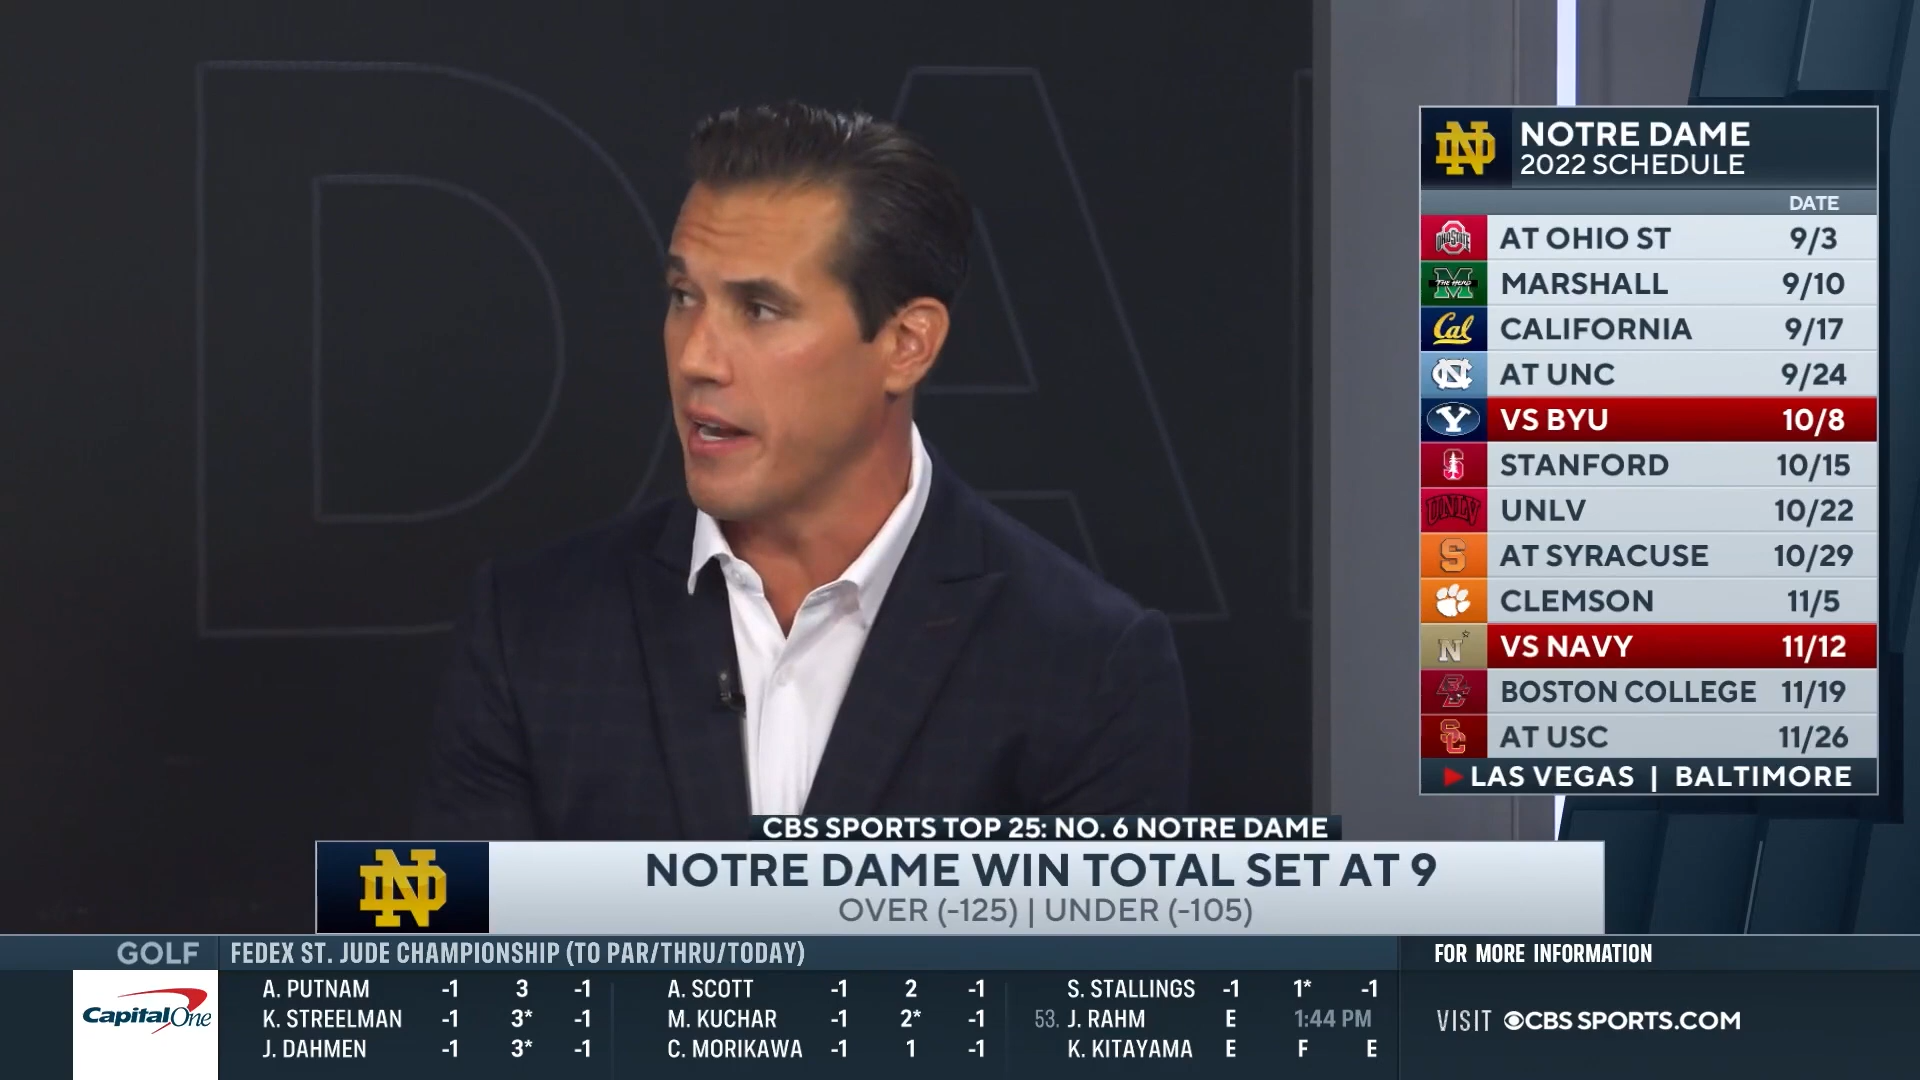 DA
NOTRE DAME
2022 SCHEDULE
DATE
AT OHIO ST 9/3
MARSHALL 9/10
CALIFORNIA 9/17
AT UNC 9/24
VS BYU 10/8
STANFORD 10/15
UNLV 10/22
AT SYRACUSE 10/29
CLEMSON 11/5
VS NAVY 11/12
BOSTON COLLEGE 11/19
AT USC 11/26
LAS VEGAS | BALTIMORE
CBS SPORTS TOP 25: NO. 6 NOTRE DAME
NOTRE DAME WIN TOTAL SET AT 9
OVER (-125) | UNDER (-105)
GOLF FEDEX ST. JUDE CHAMPIONSHIP (TO PAR/THRU/TODAY) FOR MORE INFORMATION
Capital One
A. PUTNAM -1 3 -1 A. SCOTT -1 2 -1 S. STALLINGS -1 1* -1
K. STREELMAN -1 3* -1 M. KUCHAR -1 2* -1 53. J. RAHM E 1:44 PM
J. DAHMEN -1 3* -1 C. MORIKAWA -1 1 -1 K. KITAYAMA E F E
VISIT CBS SPORTS.COM